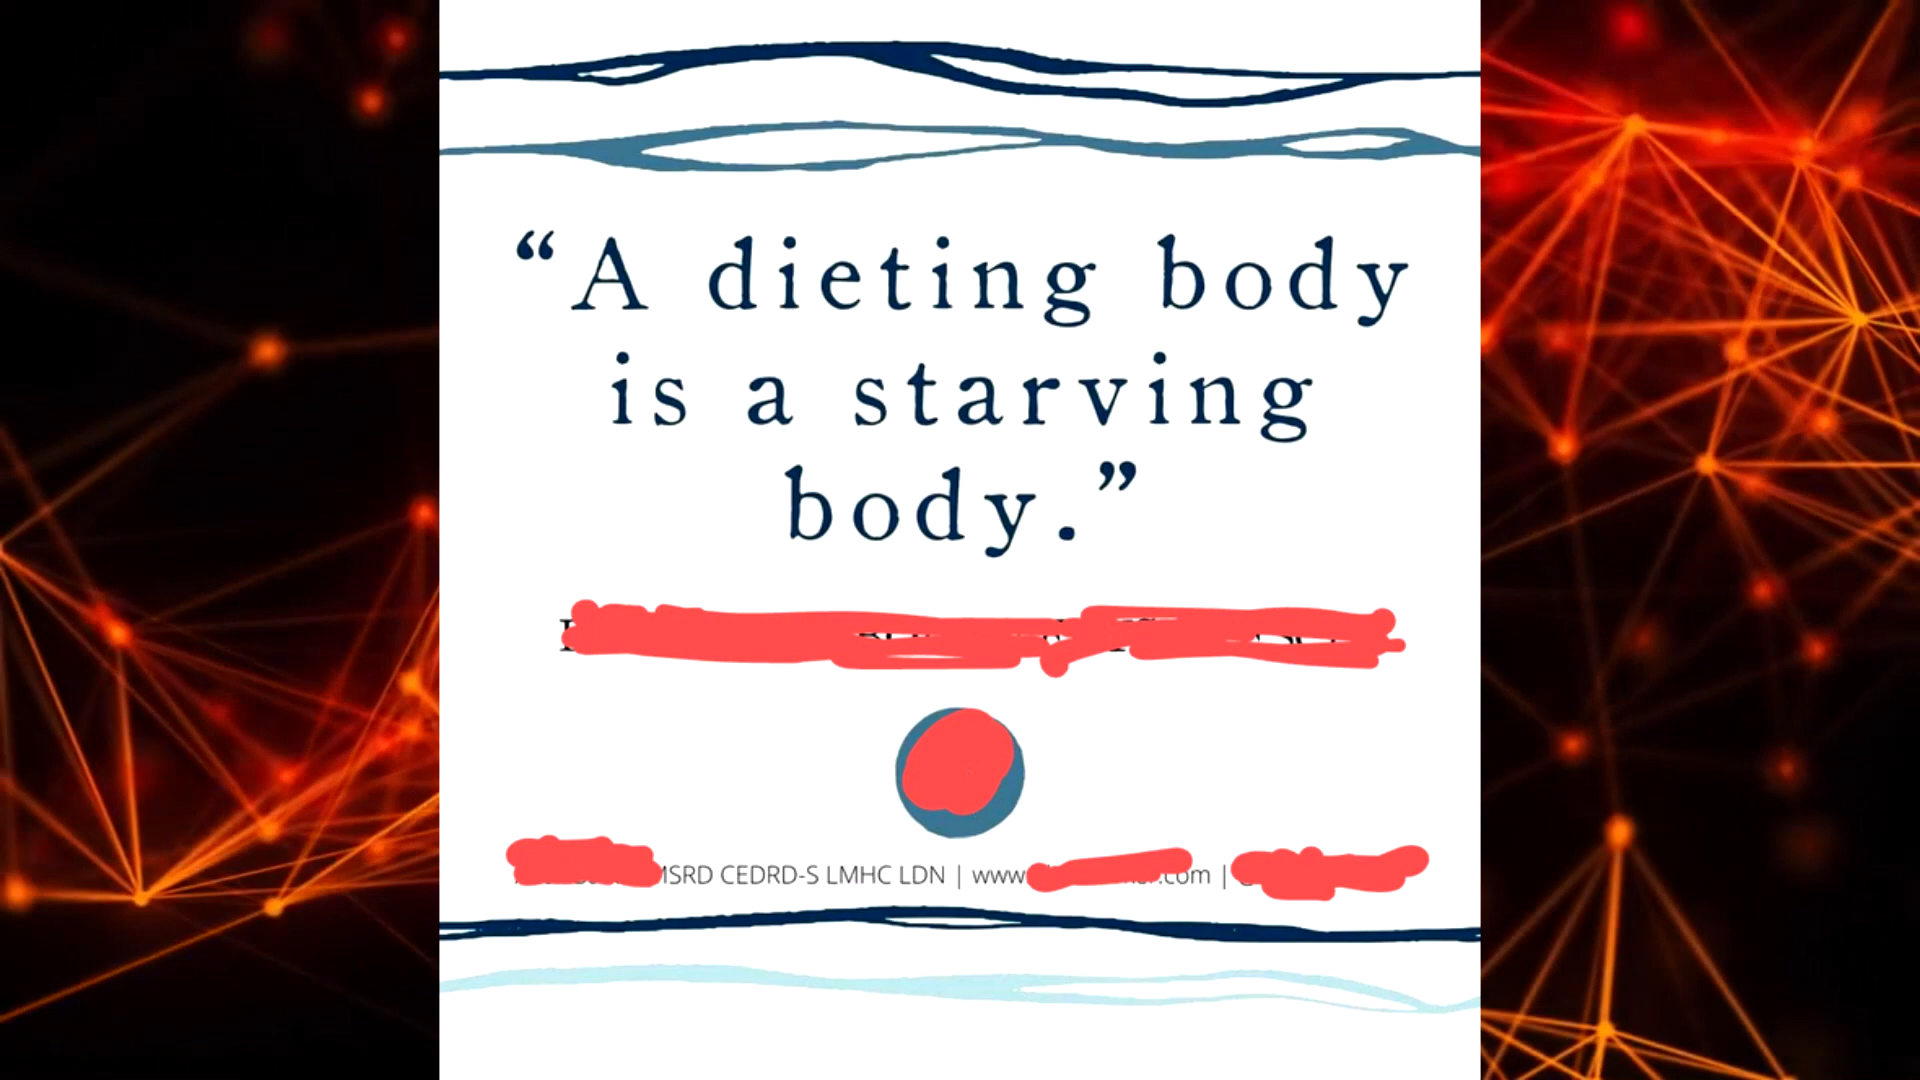 “A dieting body
is a starving
body.”
MSRD CEDRD-S LMHC LDN | www. .com |